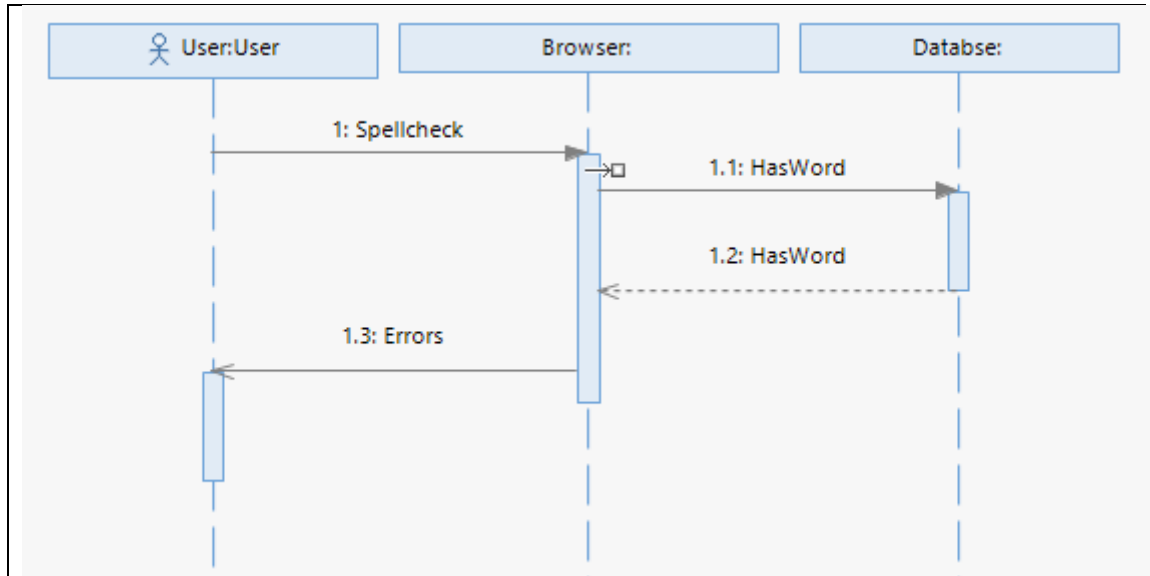 User:User
Browser:
Databse:
1: Spellcheck
1.1: HasWord
1.2: HasWord
1.3: Errors